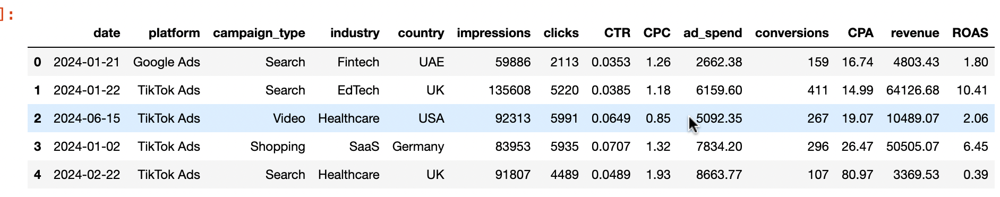 ]:
date platform campaign_type industry country impressions clicks CTR CPC ad_spend conversions CPA revenue ROAS
0 2024-01-21 Google Ads Search Fintech UAE 59886 2113 0.0353 1.26 2662.38 159 16.74 4803.43 1.80
1 2024-01-22 TikTok Ads Search EdTech UK 135608 5220 0.0385 1.18 6159.60 411 14.99 64126.68 10.41
2 2024-06-15 TikTok Ads Video Healthcare USA 92313 5991 0.0649 0.85 5092.35 267 19.07 10489.07 2.06
3 2024-01-02 TikTok Ads Shopping SaaS Germany 83953 5935 0.0707 1.32 7834.20 296 26.47 50505.07 6.45
4 2024-02-22 TikTok Ads Search Healthcare UK 91807 4489 0.0489 1.93 8663.77 107 80.97 3369.53 0.39